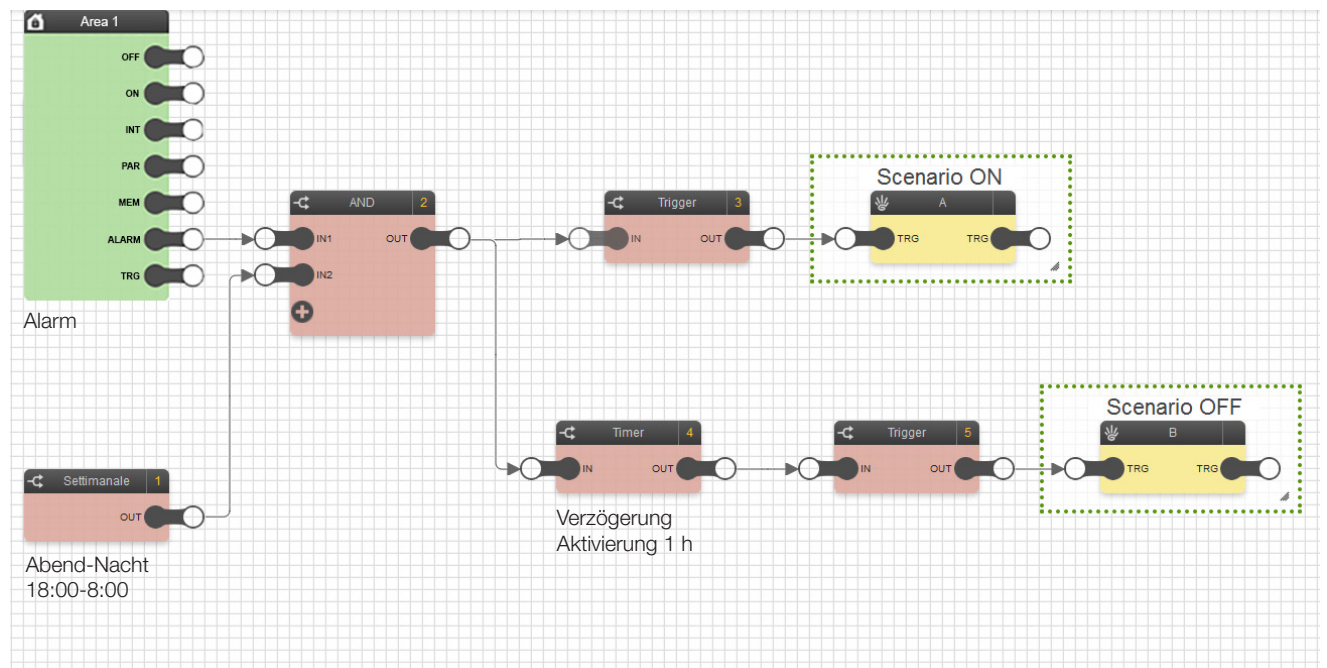 Area 1
OFF
ON
INT
PAR
MEM
ALARM
TRG
Alarm
AND 2
IN1 OUT
IN2
Trigger 3
IN OUT
Scenario ON
A
TRG TRG
Settimanale 1
OUT
Abend-Nacht
18:00-8:00
Timer 4
IN OUT
Verzögerung
Aktivierung 1 h
Trigger 5
IN OUT
Scenario OFF
B
TRG TRG